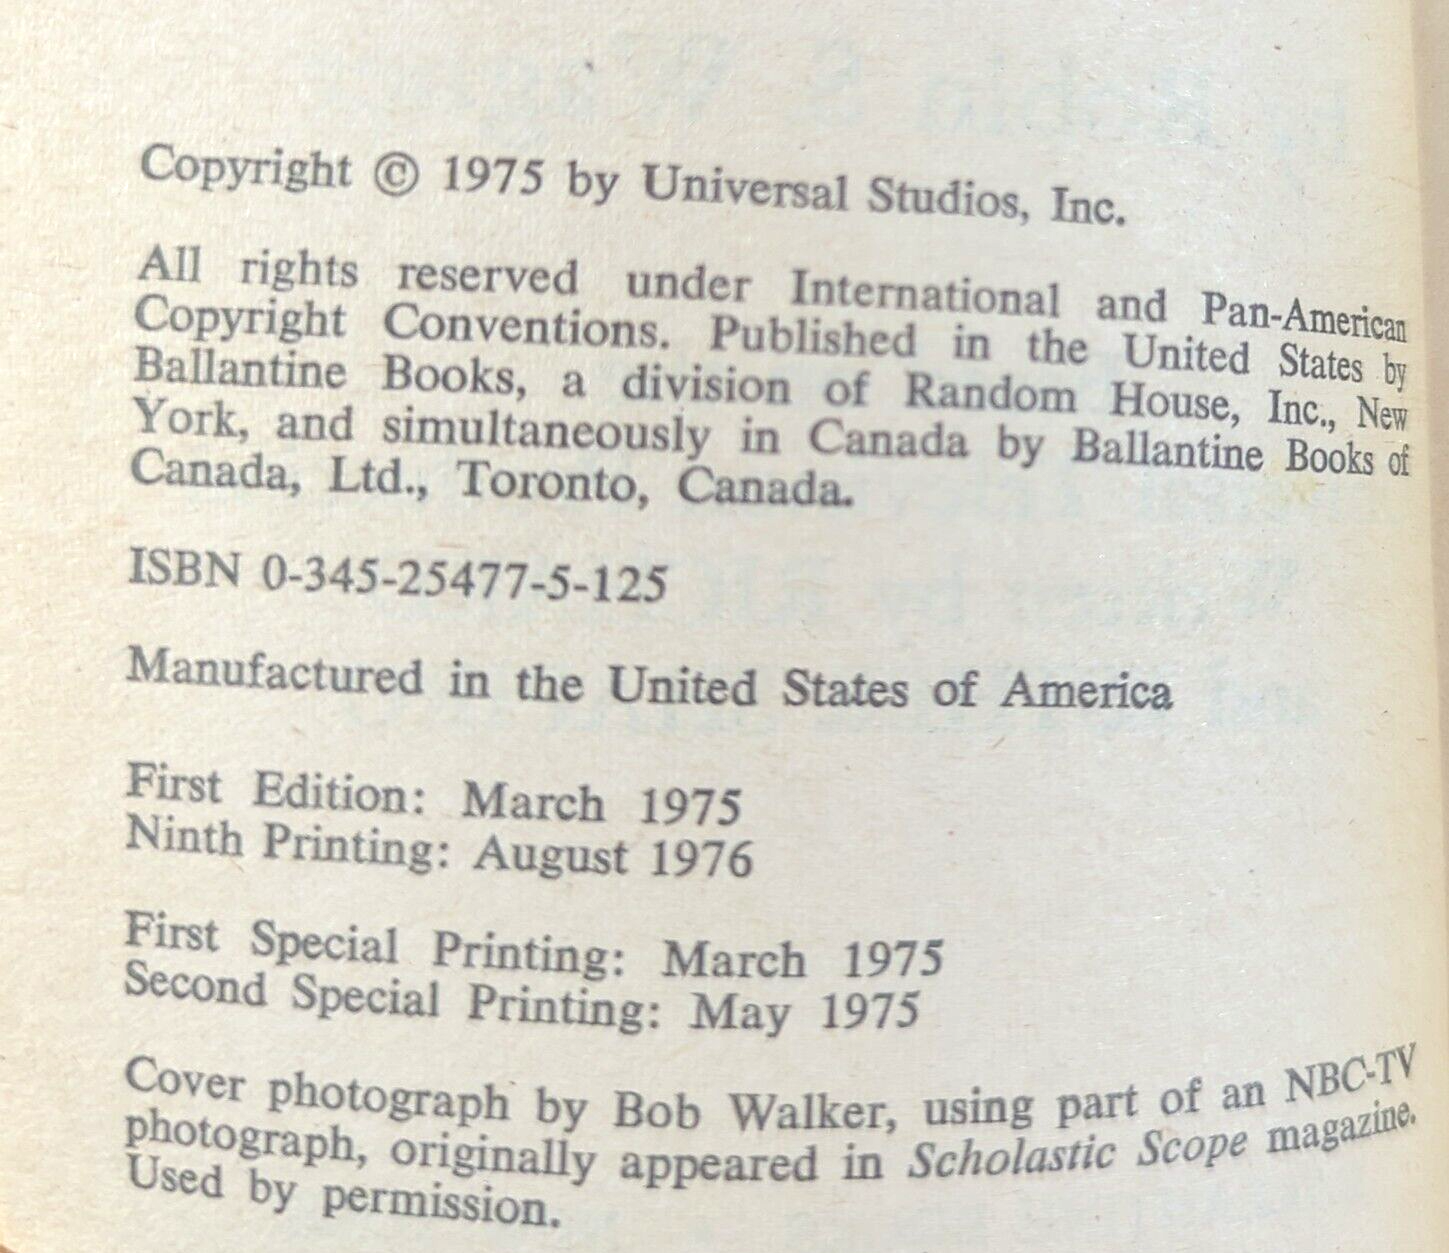 Copyright © 1975 by Universal Studios, Inc.
All rights reserved under International and Pan-American
Copyright Conventions. Published in the United States by
Ballantine Books, a division of Random House, Inc., New
York, and simultaneously in Canada by Ballantine Books of
Canada, Ltd., Toronto, Canada.
ISBN 0-345-25477-5-125
Manufactured in the United States of America
First Edition: March 1975
Ninth Printing: August 1976
First Special Printing: March 1975
Second Special Printing: May 1975
Cover photograph by Bob Walker, using part of an NBC-TV
photograph, originally appeared in Scholastic Scope magazine.
Used by permission.